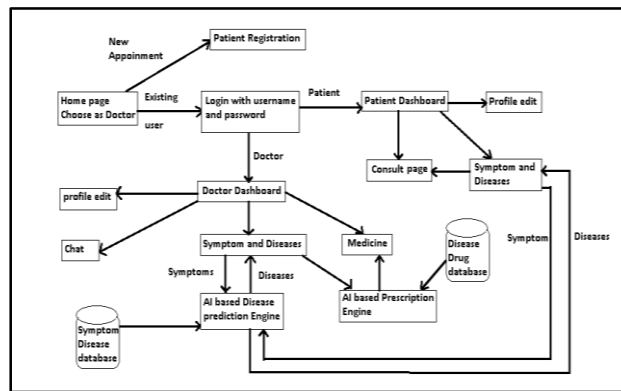 New
Appoinment
Patient Registration
Home page
Choose as Doctor
Existing
user
Login with username
and password
Patient
Patient Dashboard
Profile edit
Doctor
Consult page
Symptom and
Diseases
profile edit
Doctor Dashboard
Chat
Symptom and Diseases
Medicine
Disease
Drug
database
Symptom
Diseases
Symptoms
Diseases
AI based Disease
prediction Engine
AI based Prescription
Engine
Symptom
Disease
database